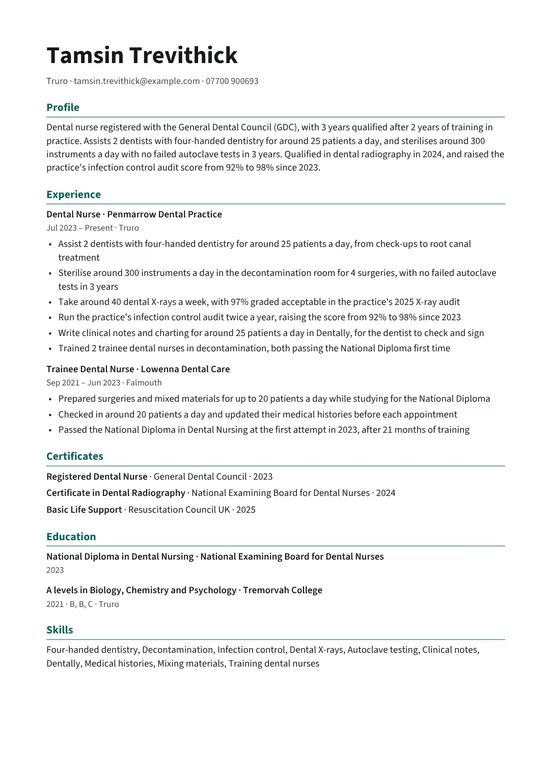 Tamsin Trevithick
Truro · tamsin.trevithick@example.com · 07700 900693
Profile
Dental nurse registered with the General Dental Council (GDC), with 3 years qualified after 2 years of training in
practice. Assists 2 dentists with four-handed dentistry for around 25 patients a day, and sterilises around 300
instruments a day with no failed autoclave tests in 3 years. Qualified in dental radiography in 2024, and raised the
practice's infection control audit score from 92% to 98% since 2023.
Experience
Dental Nurse · Penmarrow Dental Practice
Jul 2023 – Present · Truro
• Assist 2 dentists with four-handed dentistry for around 25 patients a day, from check-ups to root canal
treatment
• Sterilise around 300 instruments a day in the decontamination room for 4 surgeries, with no failed autoclave
tests in 3 years
• Take around 40 dental X-rays a week, with 97% graded acceptable in the practice's 2025 X-ray audit
• Run the practice's infection control audit twice a year, raising the score from 92% to 98% since 2023
• Write clinical notes and charting for around 25 patients a day in Dentally, for the dentist to check and sign
• Trained 2 trainee dental nurses in decontamination, both passing the National Diploma first time
Trainee Dental Nurse · Lowenna Dental Care
Sep 2021 – Jun 2023 · Falmouth
• Prepared surgeries and mixed materials for up to 20 patients a day while studying for the National Diploma
• Checked in around 20 patients a day and updated their medical histories before each appointment
• Passed the National Diploma in Dental Nursing at the first attempt in 2023, after 21 months of training
Certificates
Registered Dental Nurse · General Dental Council · 2023
Certificate in Dental Radiography · National Examining Board for Dental Nurses · 2024
Basic Life Support · Resuscitation Council UK · 2025
Education
National Diploma in Dental Nursing · National Examining Board for Dental Nurses
2023
A levels in Biology, Chemistry and Psychology · Tremorvah College
2021 · B, B, C · Truro
Skills
Four-handed dentistry, Decontamination, Infection control, Dental X-rays, Autoclave testing, Clinical notes,
Dentally, Medical histories, Mixing materials, Training dental nurses